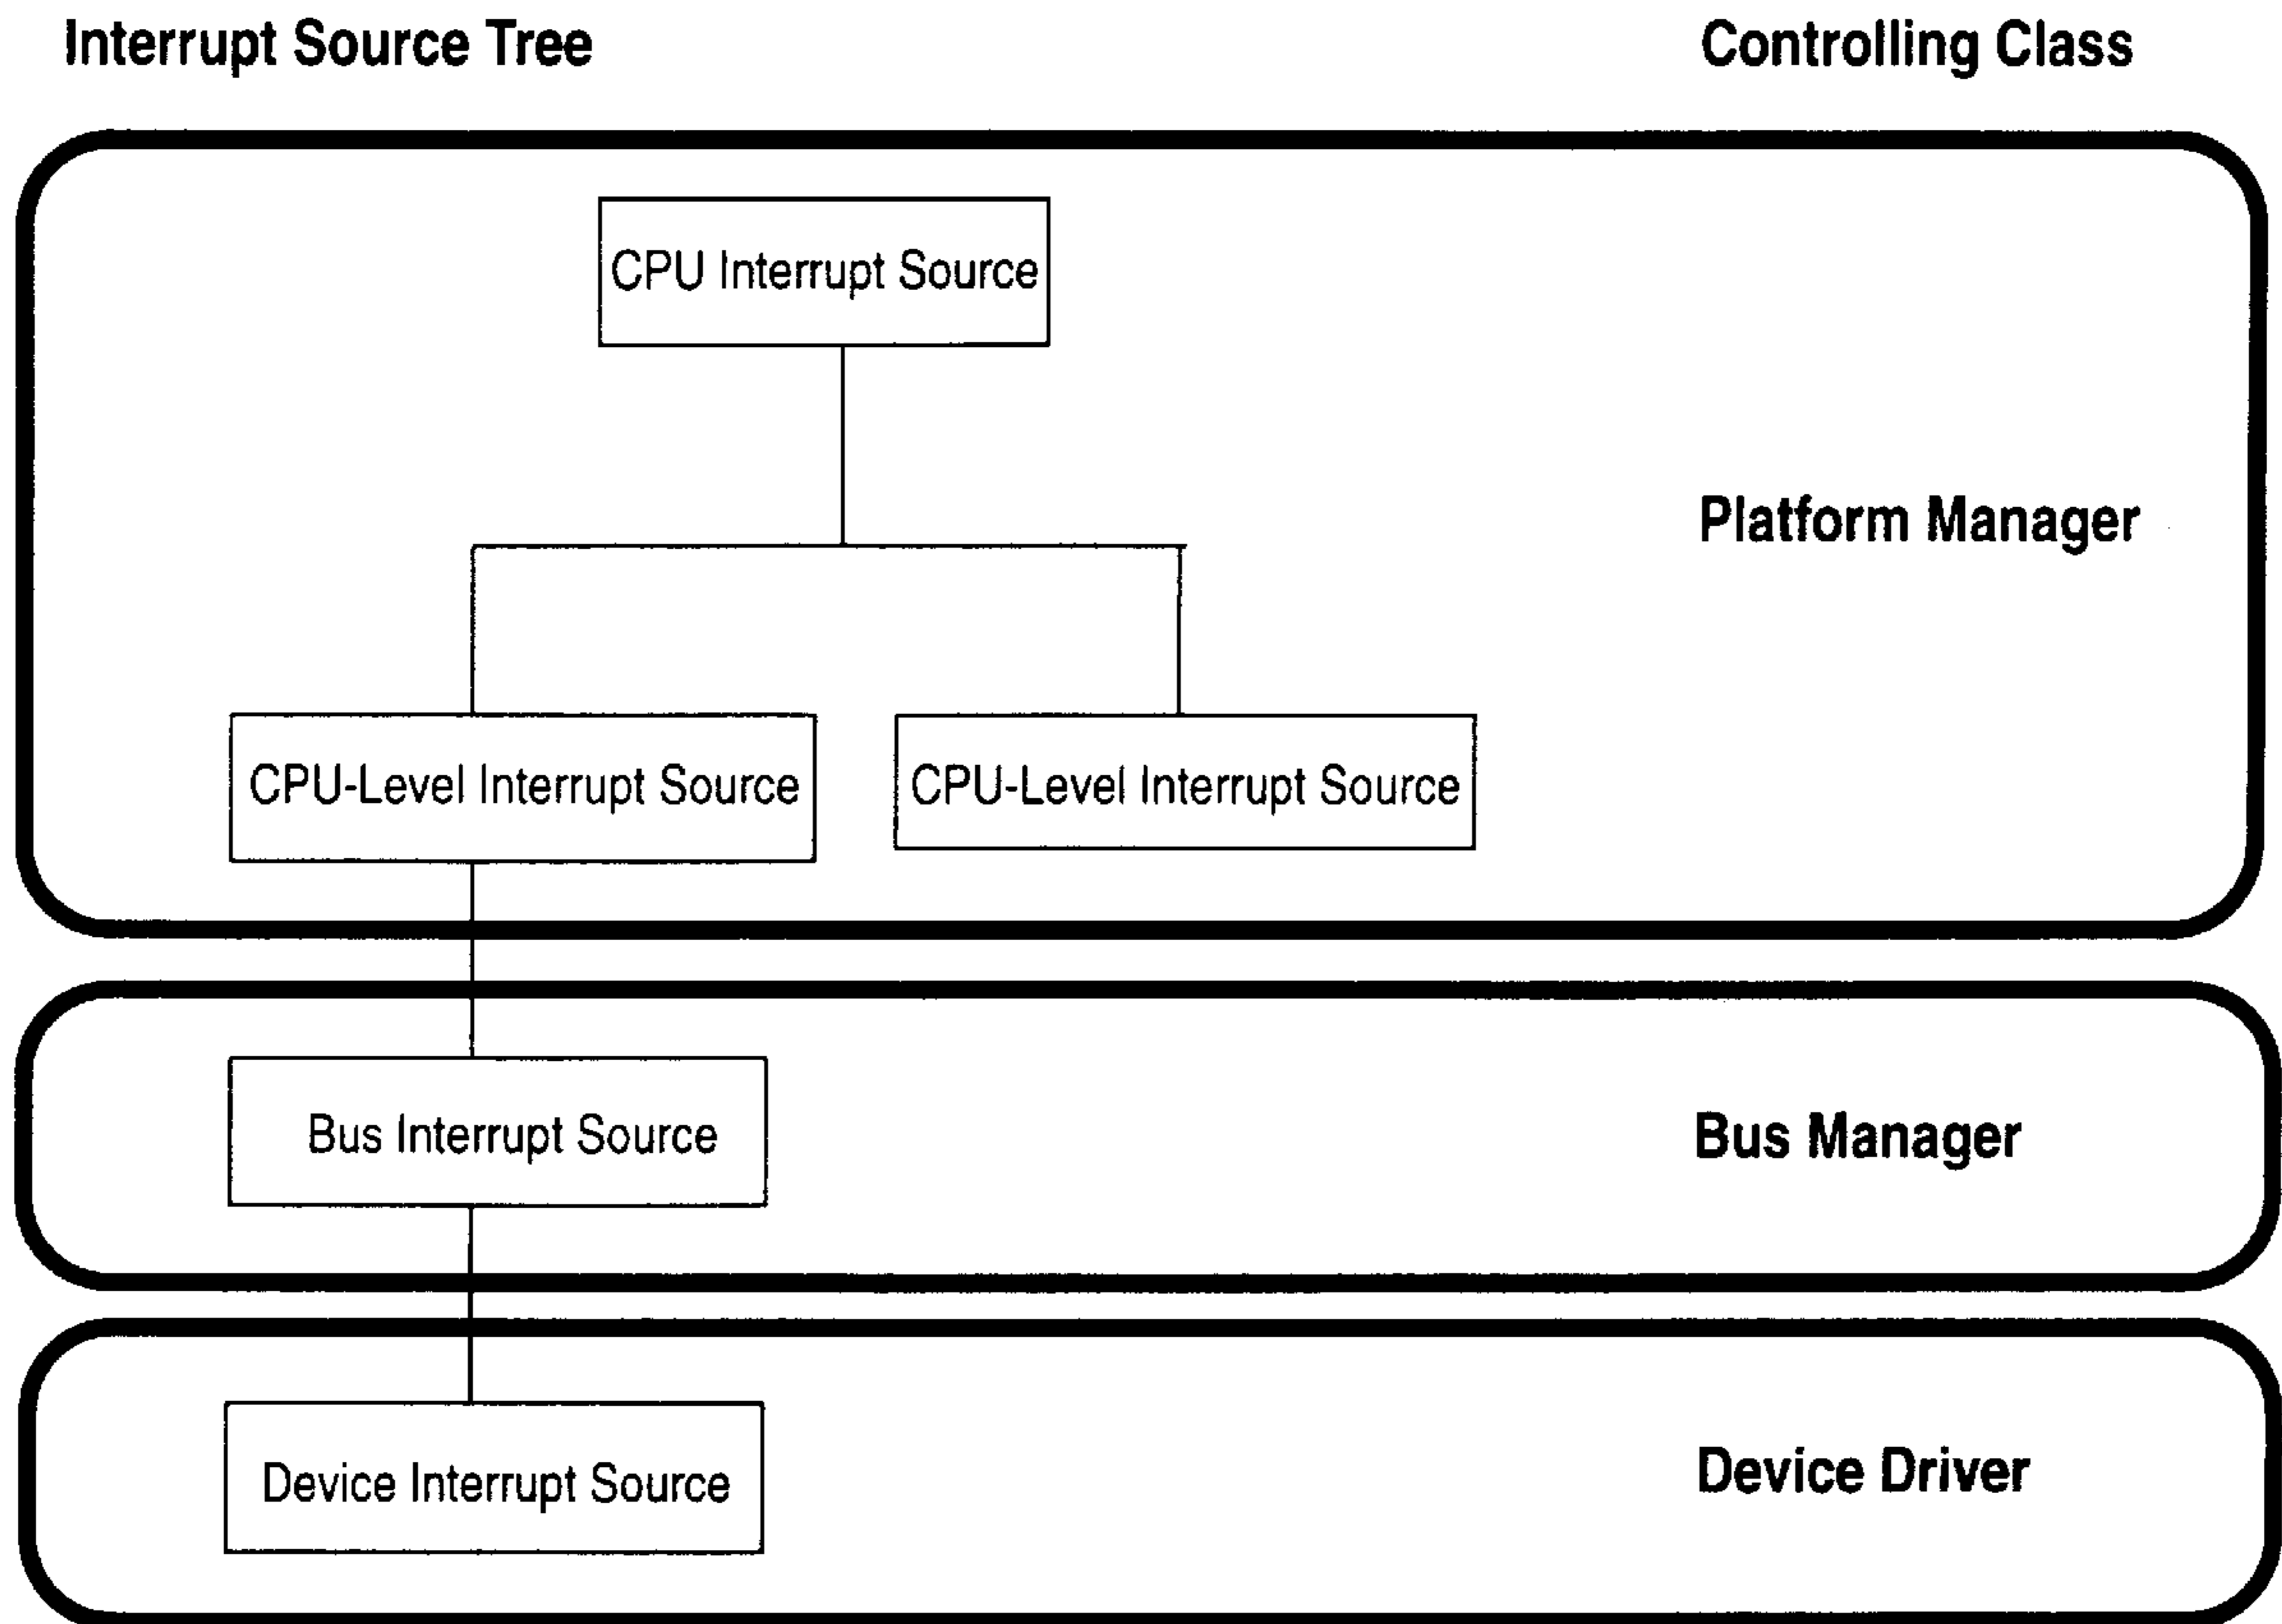 Interrupt Source Tree
Controlling Class
CPU Interrupt Source
Platform Manager
CPU-Level Interrupt Source
CPU-Level Interrupt Source
Bus Interrupt Source
Bus Manager
Device Interrupt Source
Device Driver